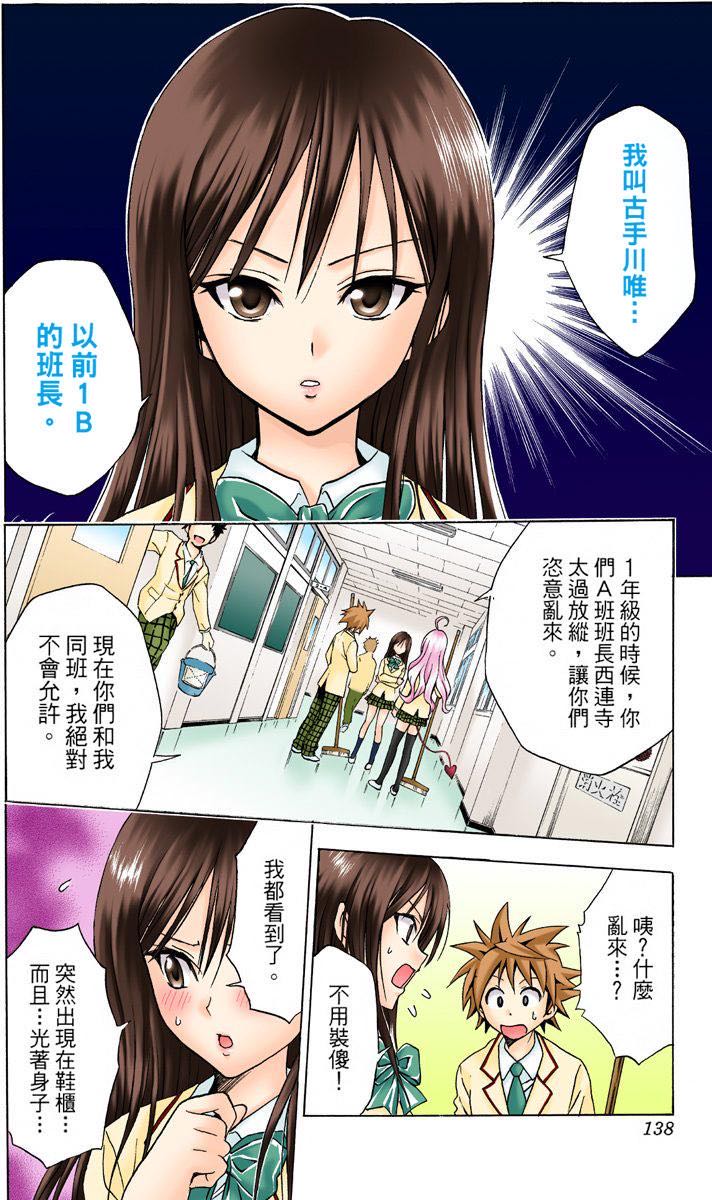 我叫古手川唯…
以前1B
的班長。
1年級的時候，你
們A班班長西連寺
太過放縱，讓你們
恣意亂來。
現在你們和我
同班，我絕對
不會允許。
消火栓
咦？什麼
亂來…？
不用裝傻！
我都看到了。
突然出現在鞋櫃…
而且…光著身子…
138